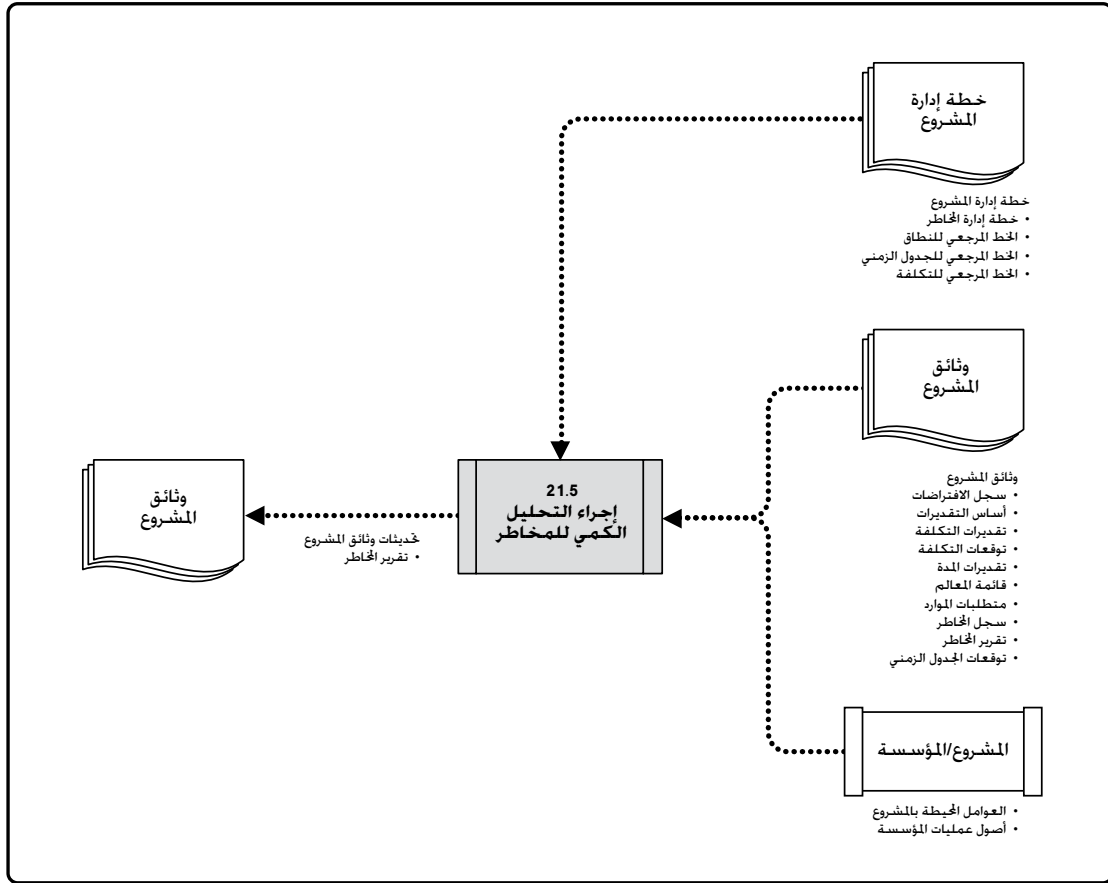 خطة إدارة
المشروع
خطة إدارة المشروع
• خطة إدارة المخاطر
• الخط المرجعي للنطاق
• الخط المرجعي للجدول الزمني
• الخط المرجعي للتكلفة
وثائق
المشروع
وثائق المشروع
• سجل الافتراضات
• أساس التقديرات
• تقديرات التكلفة
• توقعات التكلفة
• تقديرات المدة
• قائمة المعالم
• متطلبات الموارد
• سجل المخاطر
• تقرير المخاطر
• توقعات الجدول الزمني
المشروع/المؤسسة
• العوامل المحيطة بالمشروع
• أصول عمليات المؤسسة
21.5
إجراء التحليل
الكمي للمخاطر
تحديثات وثائق المشروع
• تقرير المخاطر
وثائق
المشروع